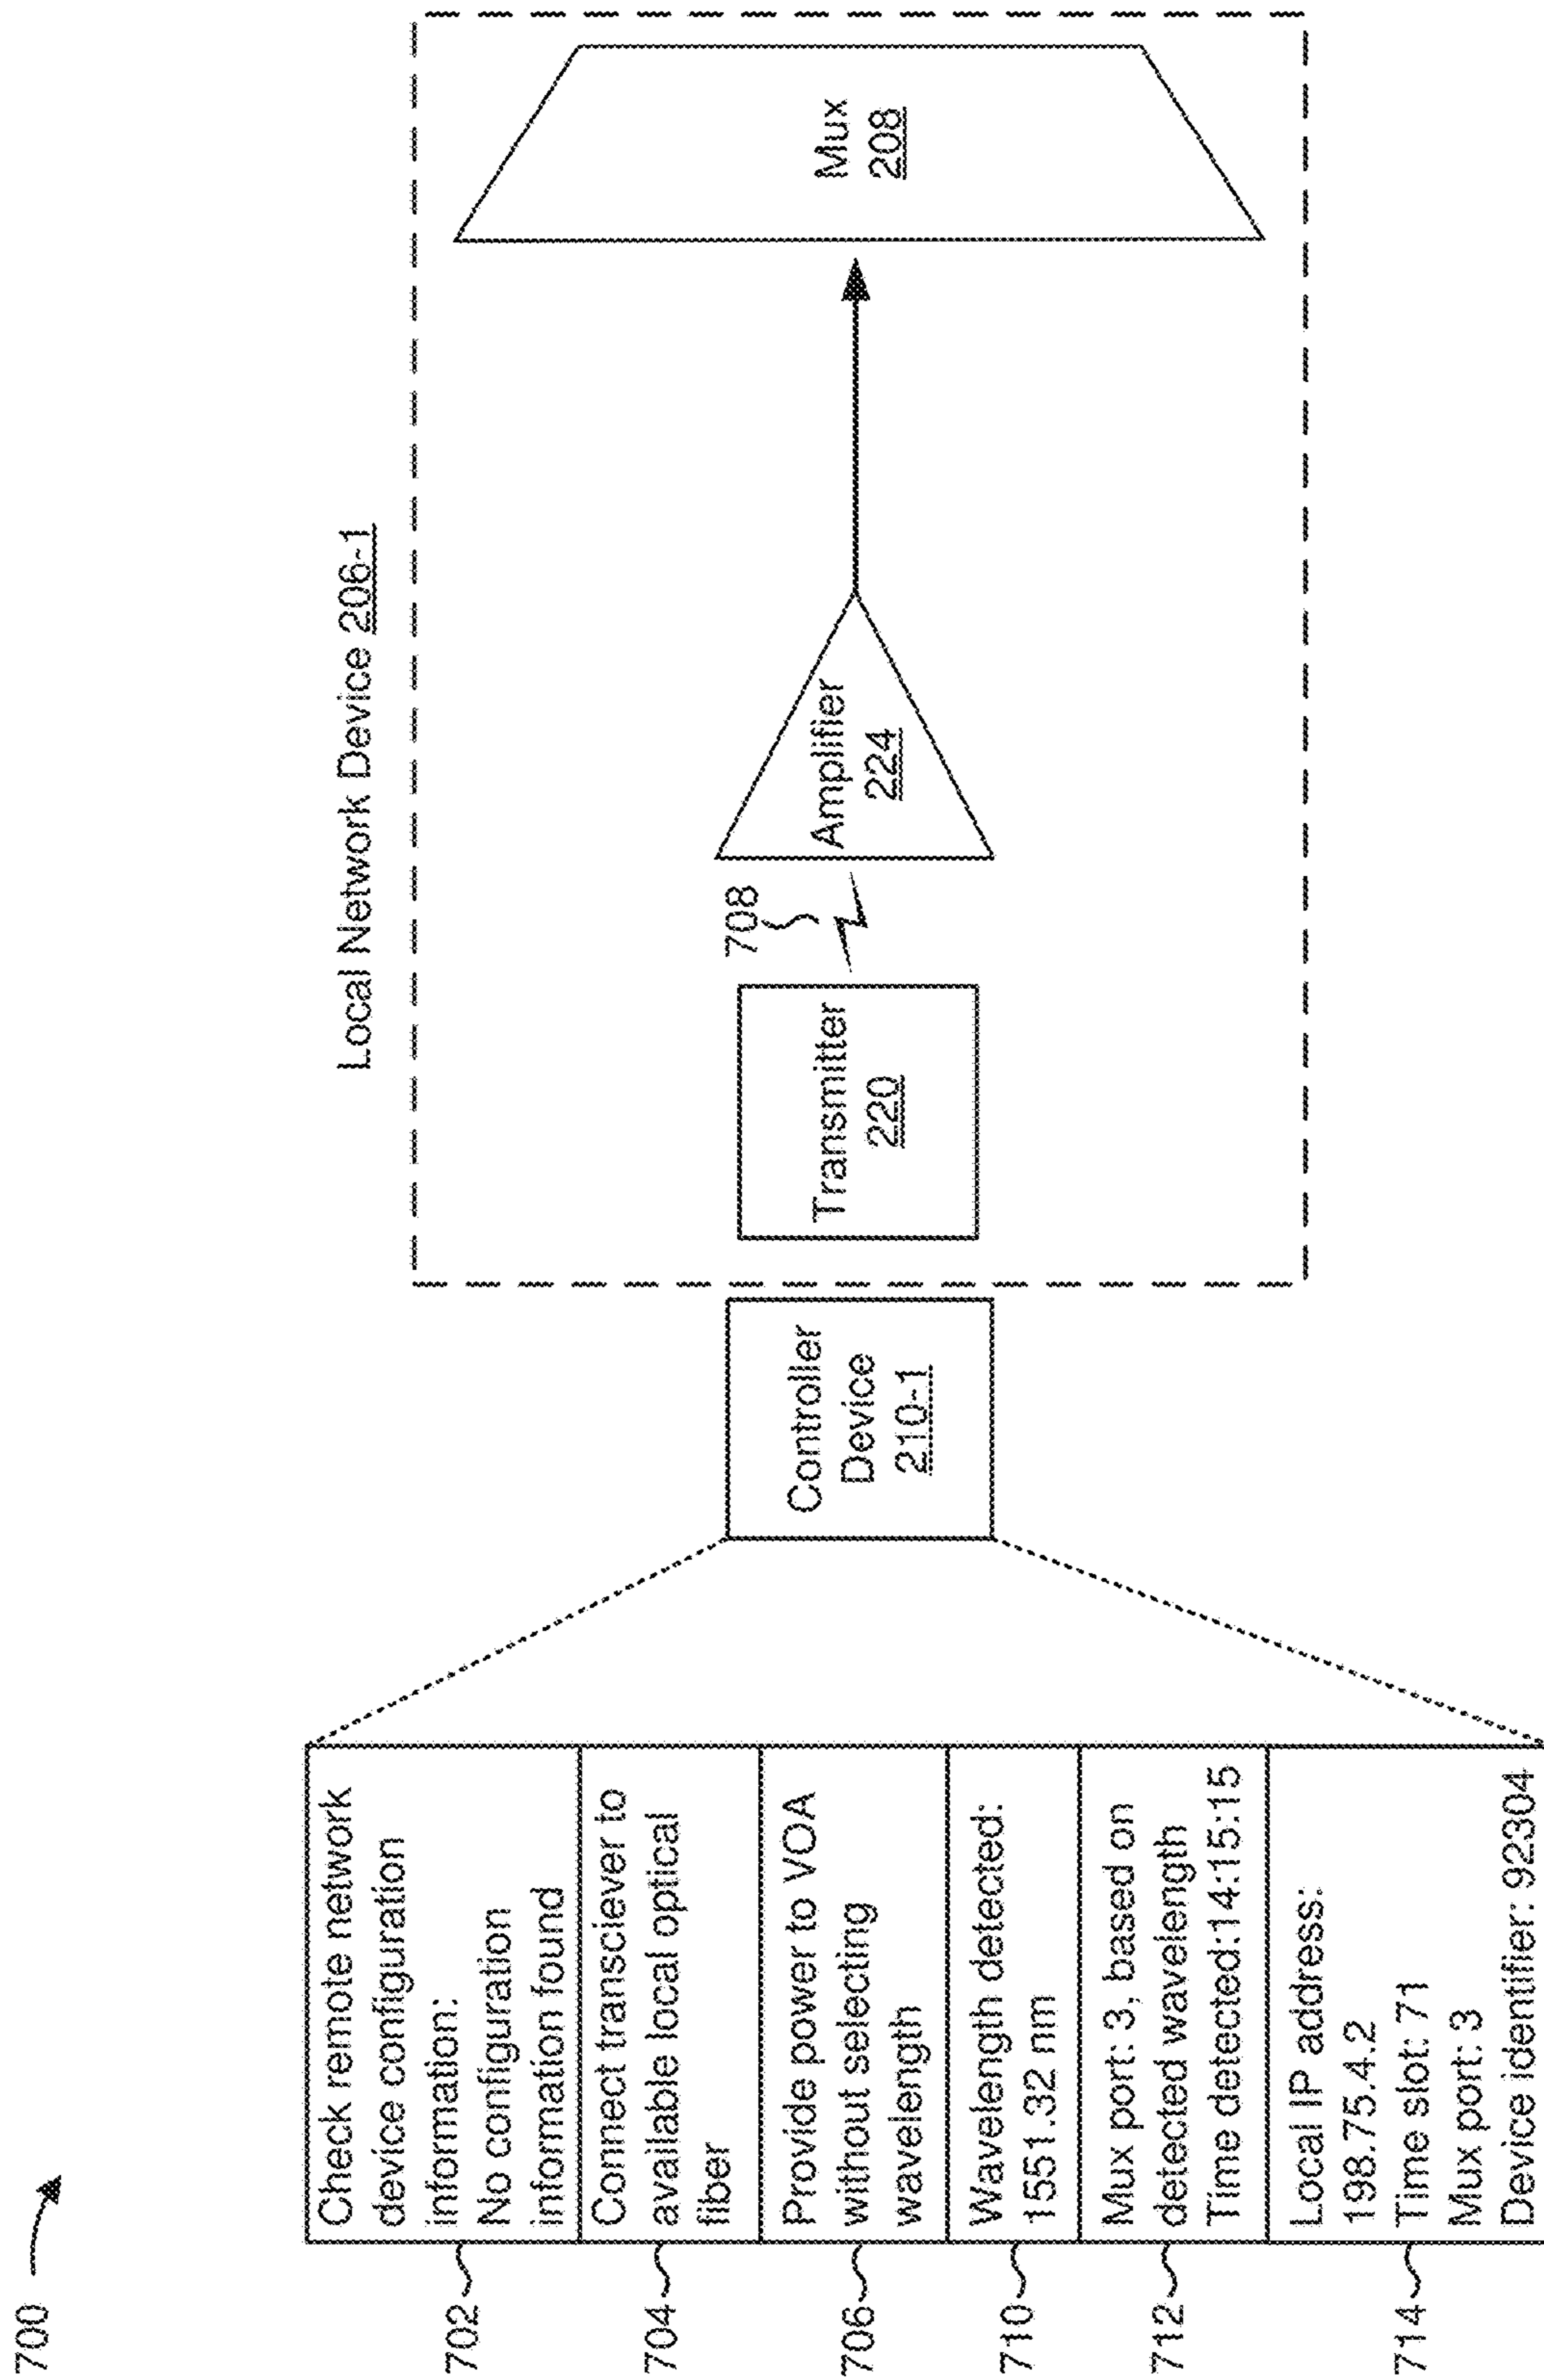 700
Local Network Device 206-1
702
Check remote network
device configuration
information:
No configuration
information found
704
Connect transciever to
available local optical
fiber
706
Provide power to VOA
without selecting
wavelength
710
Wavelength detected:
1551.32 nm
712
Mux port: 3, based on
detected wavelength
Time detected:14:15:15
714
Local IP address:
198.75.4.2
Time slot: 71
Mux port: 3
Device identifier: 92304
Controller
Device
210-1
Transmitter
220
708
Amplifier
224
Mux
208